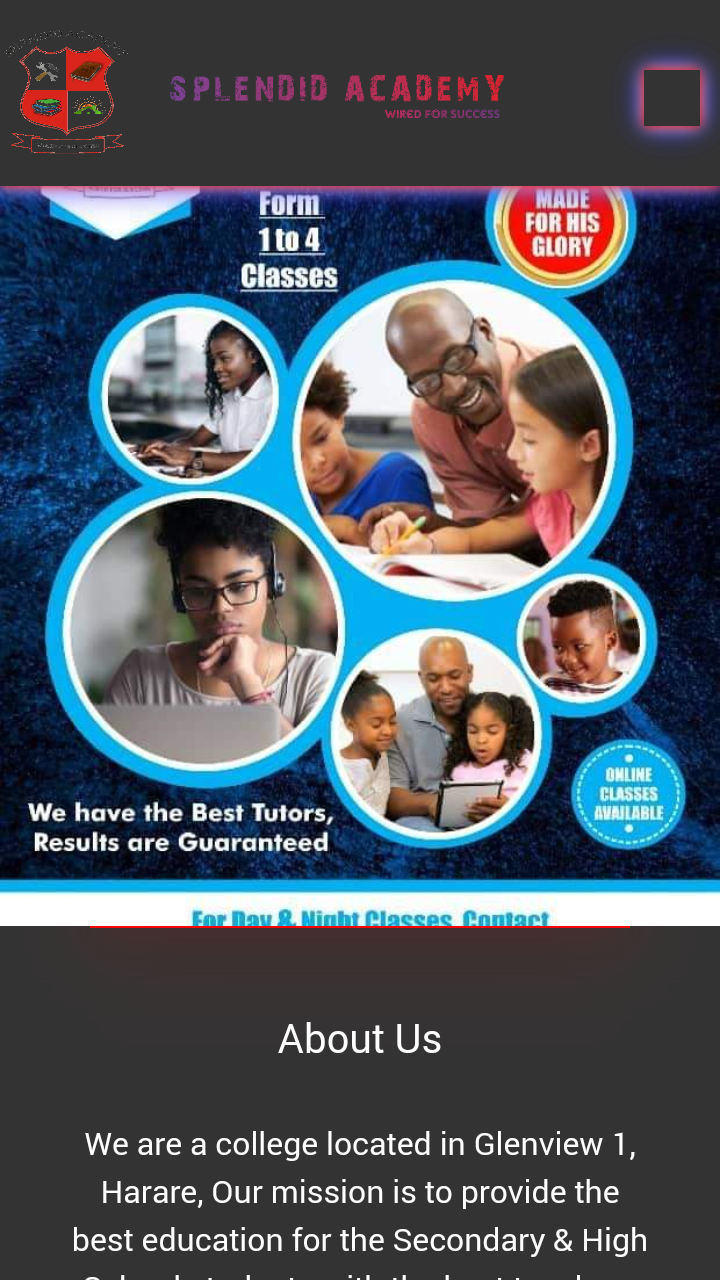 SPLENDID ACADEMY
WIRED FOR SUCCESS
Form
1 to 4
Classes
MADE
FOR HIS
GLORY
ONLINE
CLASSES
AVAILABLE
We have the Best Tutors,
Results are Guaranteed
For Day & Night Classes, Contact
About Us
We are a college located in Glenview 1,
Harare, Our mission is to provide the
best education for the Secondary & High